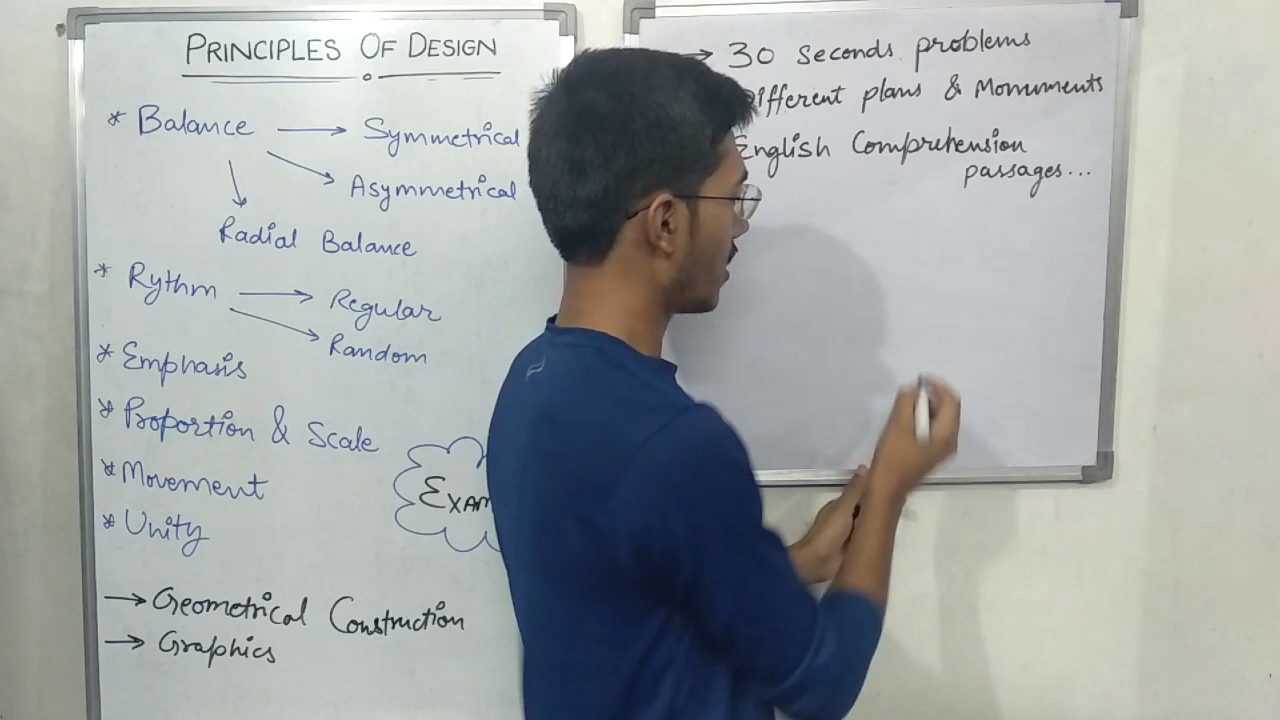 PRINCIPLES OF DESIGN
* Balance → Symmetrical
Asymmetrical
Radial Balance
* Rythm → Regular
Random
* Emphasis
* Proportion & Scale
* Movement
* Unity
EXAM
→ Geometrical Construction
→ Graphics
→ 30 seconds problems
ifferent plans & Monuments
English Comprehension
passages...